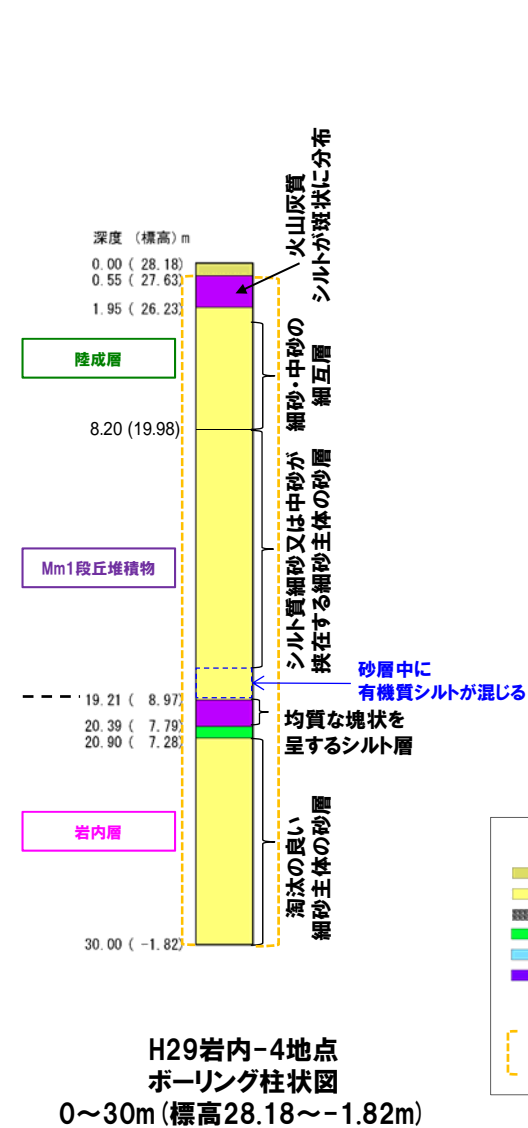 火山灰質
シルトが斑状に分布
深度 (標高) m
0.00 ( 28.18)
0.55 ( 27.63)
1.95 ( 26.23)
細砂・中砂の
細互層
陸成層
8.20 (19.98)
シルト質細砂又は中砂が
挟在する細砂主体の砂層
Mm1段丘堆積物
砂層中に
有機質シルトが混じる
19.21 ( 8.97)
20.39 ( 7.79)
20.90 ( 7.28)
均質な塊状を
呈するシルト層
岩内層
淘汰の良い
細砂主体の砂層
30.00 ( -1.82)
H29岩内-4地点
ボーリング柱状図
0～30m(標高28.18～-1.82m)